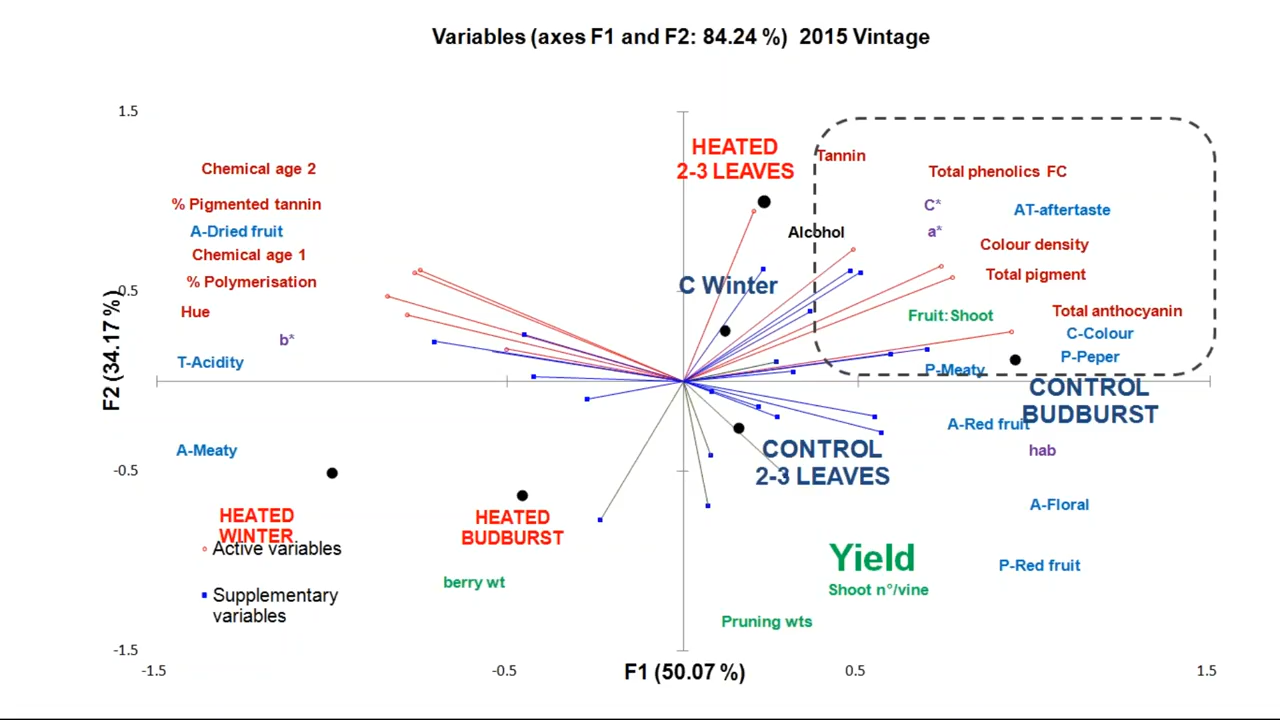 Variables (axes F1 and F2: 84.24 %) 2015 Vintage
1.5
HEATED
2-3 LEAVES
Tannin
Chemical age 2
Total phenolics FC
% Pigmented tannin
C*
AT-aftertaste
A-Dried fruit
Alcohol
a*
Chemical age 1
Colour density
% Polymerisation
C Winter
Total pigment
0.5
Hue
Fruit:Shoot
Total anthocyanin
b*
C-Colour
T-Acidity
P-Meaty
P-Peper
F2 (34.17 %)
CONTROL
BUDBURST
A-Red fruit
A-Meaty
CONTROL
2-3 LEAVES
hab
-0.5
A-Floral
HEATED
WINTER
HEATED
BUDBURST
Active variables
Yield
P-Red fruit
berry wt
Shoot n°/vine
Supplementary
variables
Pruning wts
-1.5
-1.5
-0.5
F1 (50.07 %)
0.5
1.5